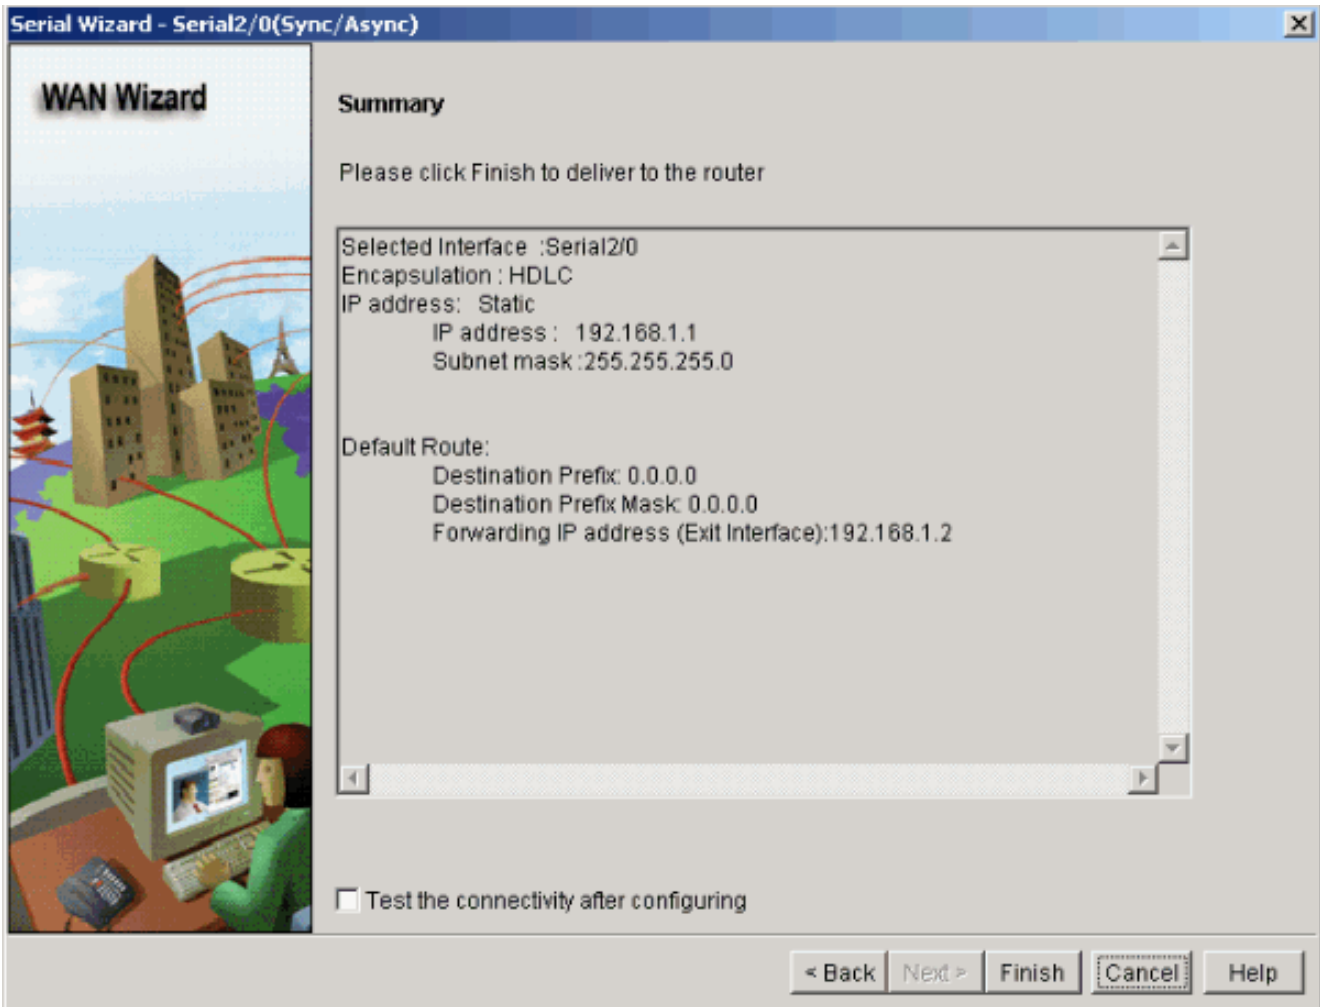 Serial Wizard - Serial2/0(Sync/Async)
WAN Wizard
Summary
Please click Finish to deliver to the router
Selected Interface :Serial2/0
Encapsulation : HDLC
IP address: Static
IP address : 192.168.1.1
Subnet mask :255.255.255.0
Default Route:
Destination Prefix: 0.0.0.0
Destination Prefix Mask: 0.0.0.0
Forwarding IP address (Exit Interface):192.168.1.2
Test the connectivity after configuring
< Back Next > Finish Cancel Help